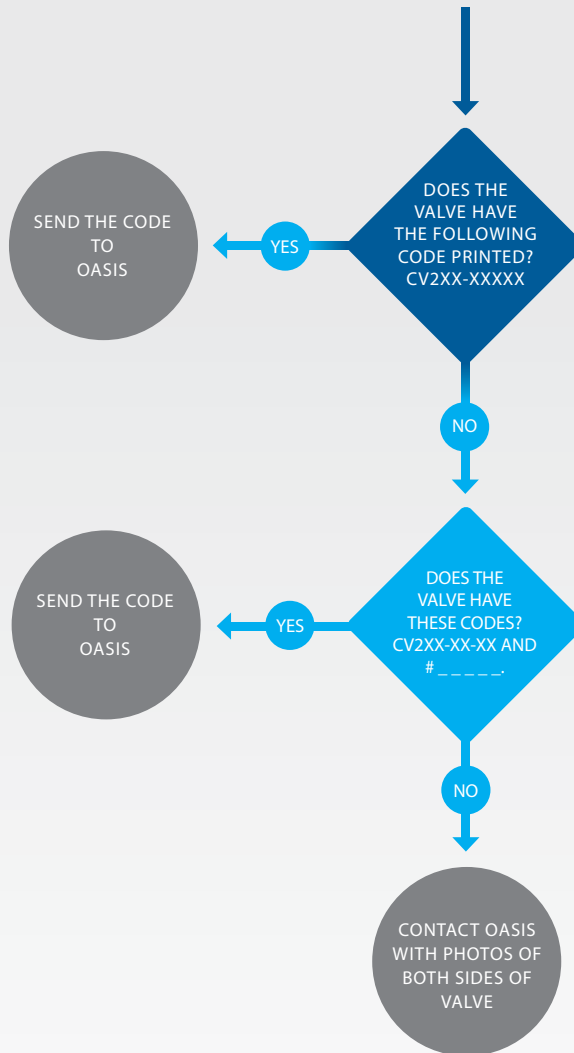 DOES THE
VALVE HAVE
THE FOLLOWING
CODE PRINTED?
CV2XX-XXXXX
YES
SEND THE CODE
TO
OASIS
NO
DOES THE
VALVE HAVE
THESE CODES?
CV2XX-XX-XX AND
# _ _ _ _ _.
YES
SEND THE CODE
TO
OASIS
NO
CONTACT OASIS
WITH PHOTOS OF
BOTH SIDES OF
VALVE